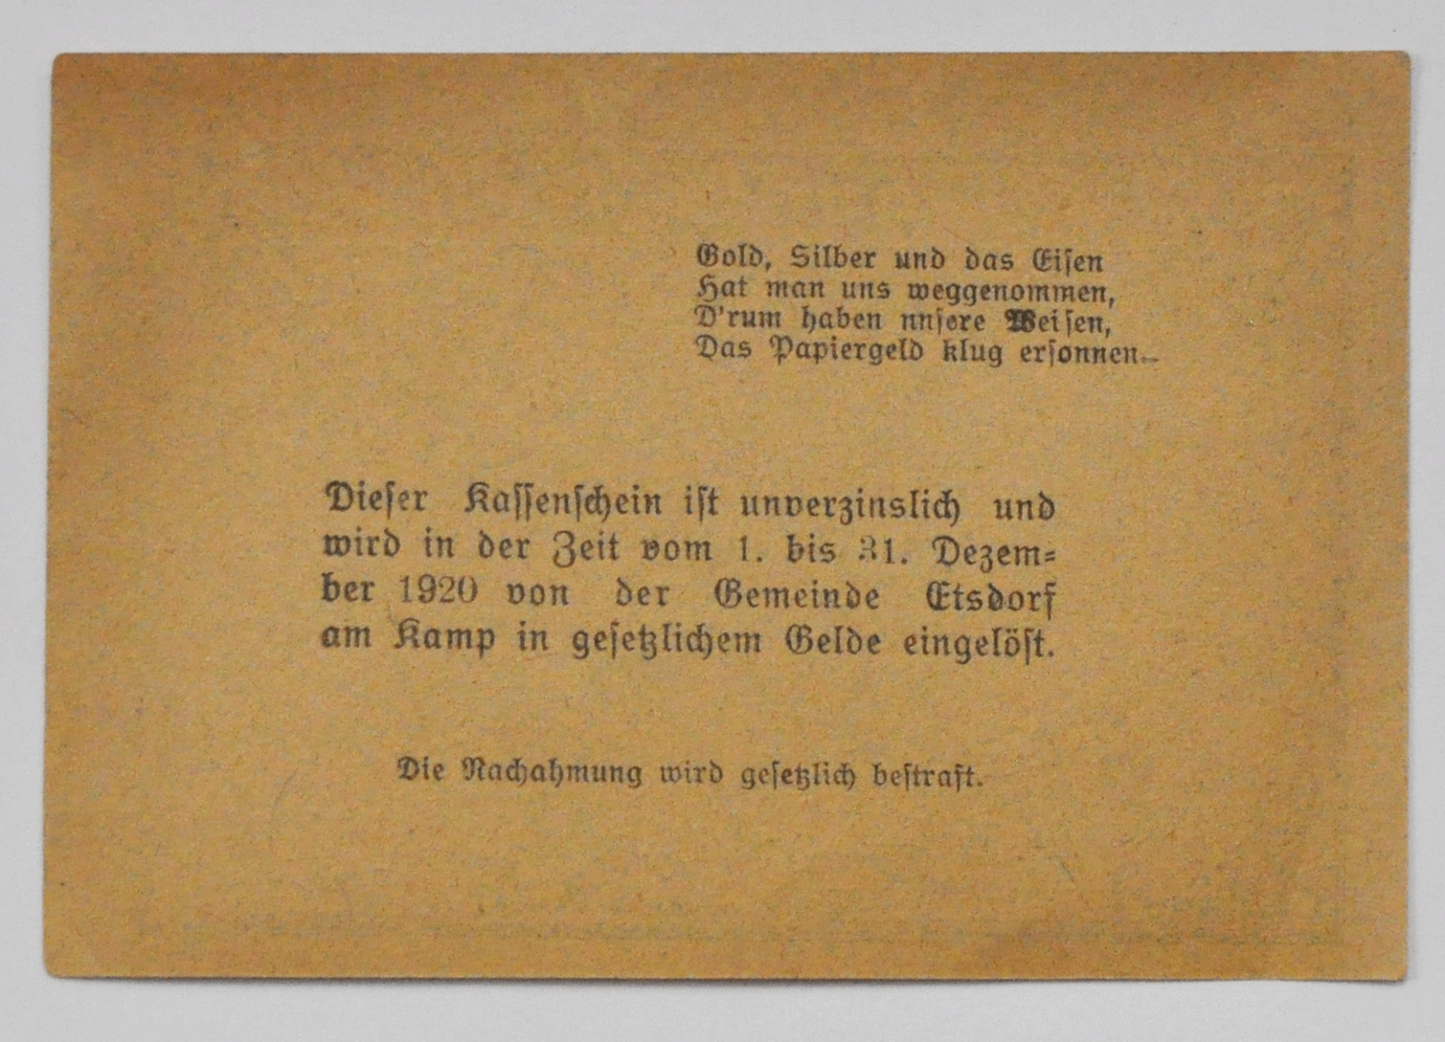 Gold, Silber und das Eisen
Hat man uns weggenommen,
D'rum haben nnsere Weisen,
Das Papiergeld klug ersonnen.
Dieser Kassenschein ist unverzinslich und
wird in der Zeit vom 1. bis 31. Dezem-
ber 1920 von der Gemeinde Etsdorf
am Kamp in gesetzlichem Gelde eingelöst.
Die Nachahmung wird gesetzlich bestraft.